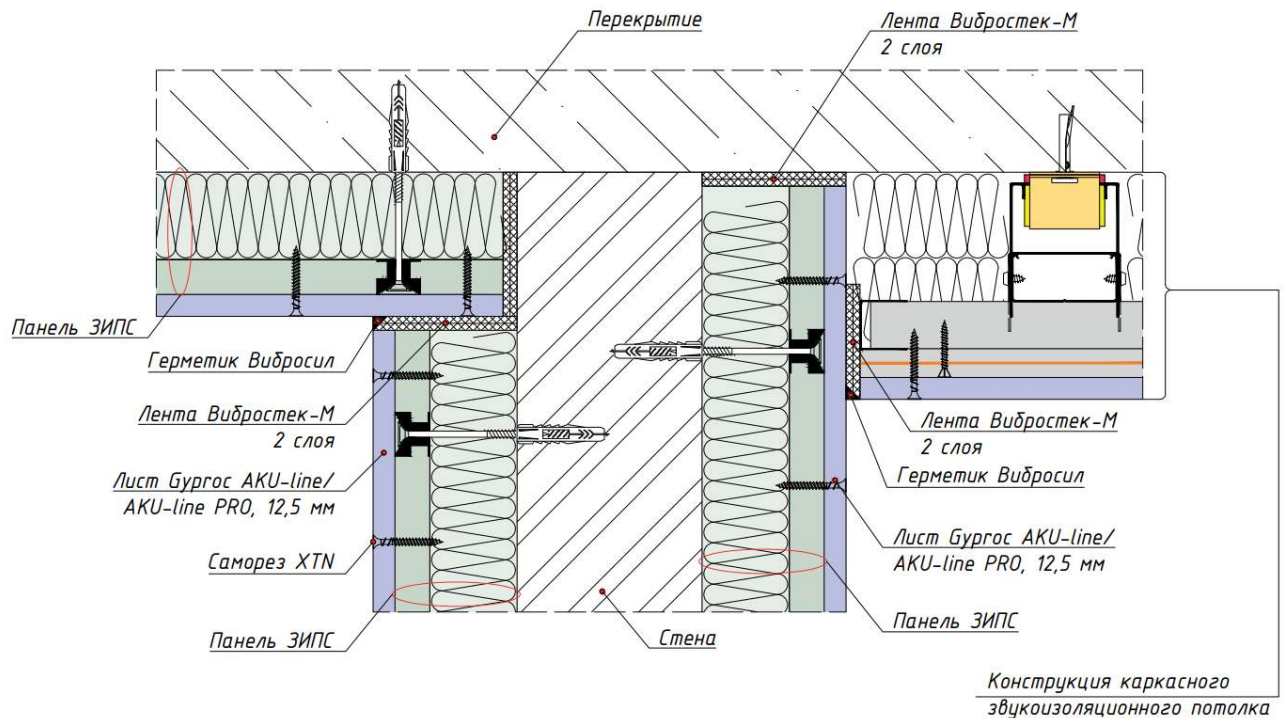 Перекрытие
Лента Вибростек-М
2 слоя
Панель ЗИПС
Герметик Вибросил
Лента Вибростек-М
2 слоя
Лист Gyproc AKU-line/
AKU-line PRO, 12,5 мм
Саморез XTN
Панель ЗИПС
Стена
Лента Вибростек-М
2 слоя
Герметик Вибросил
Лист Gyproc AKU-line/
AKU-line PRO, 12,5 мм
Панель ЗИПС
Конструкция каркасного
звукоизоляционного потолка